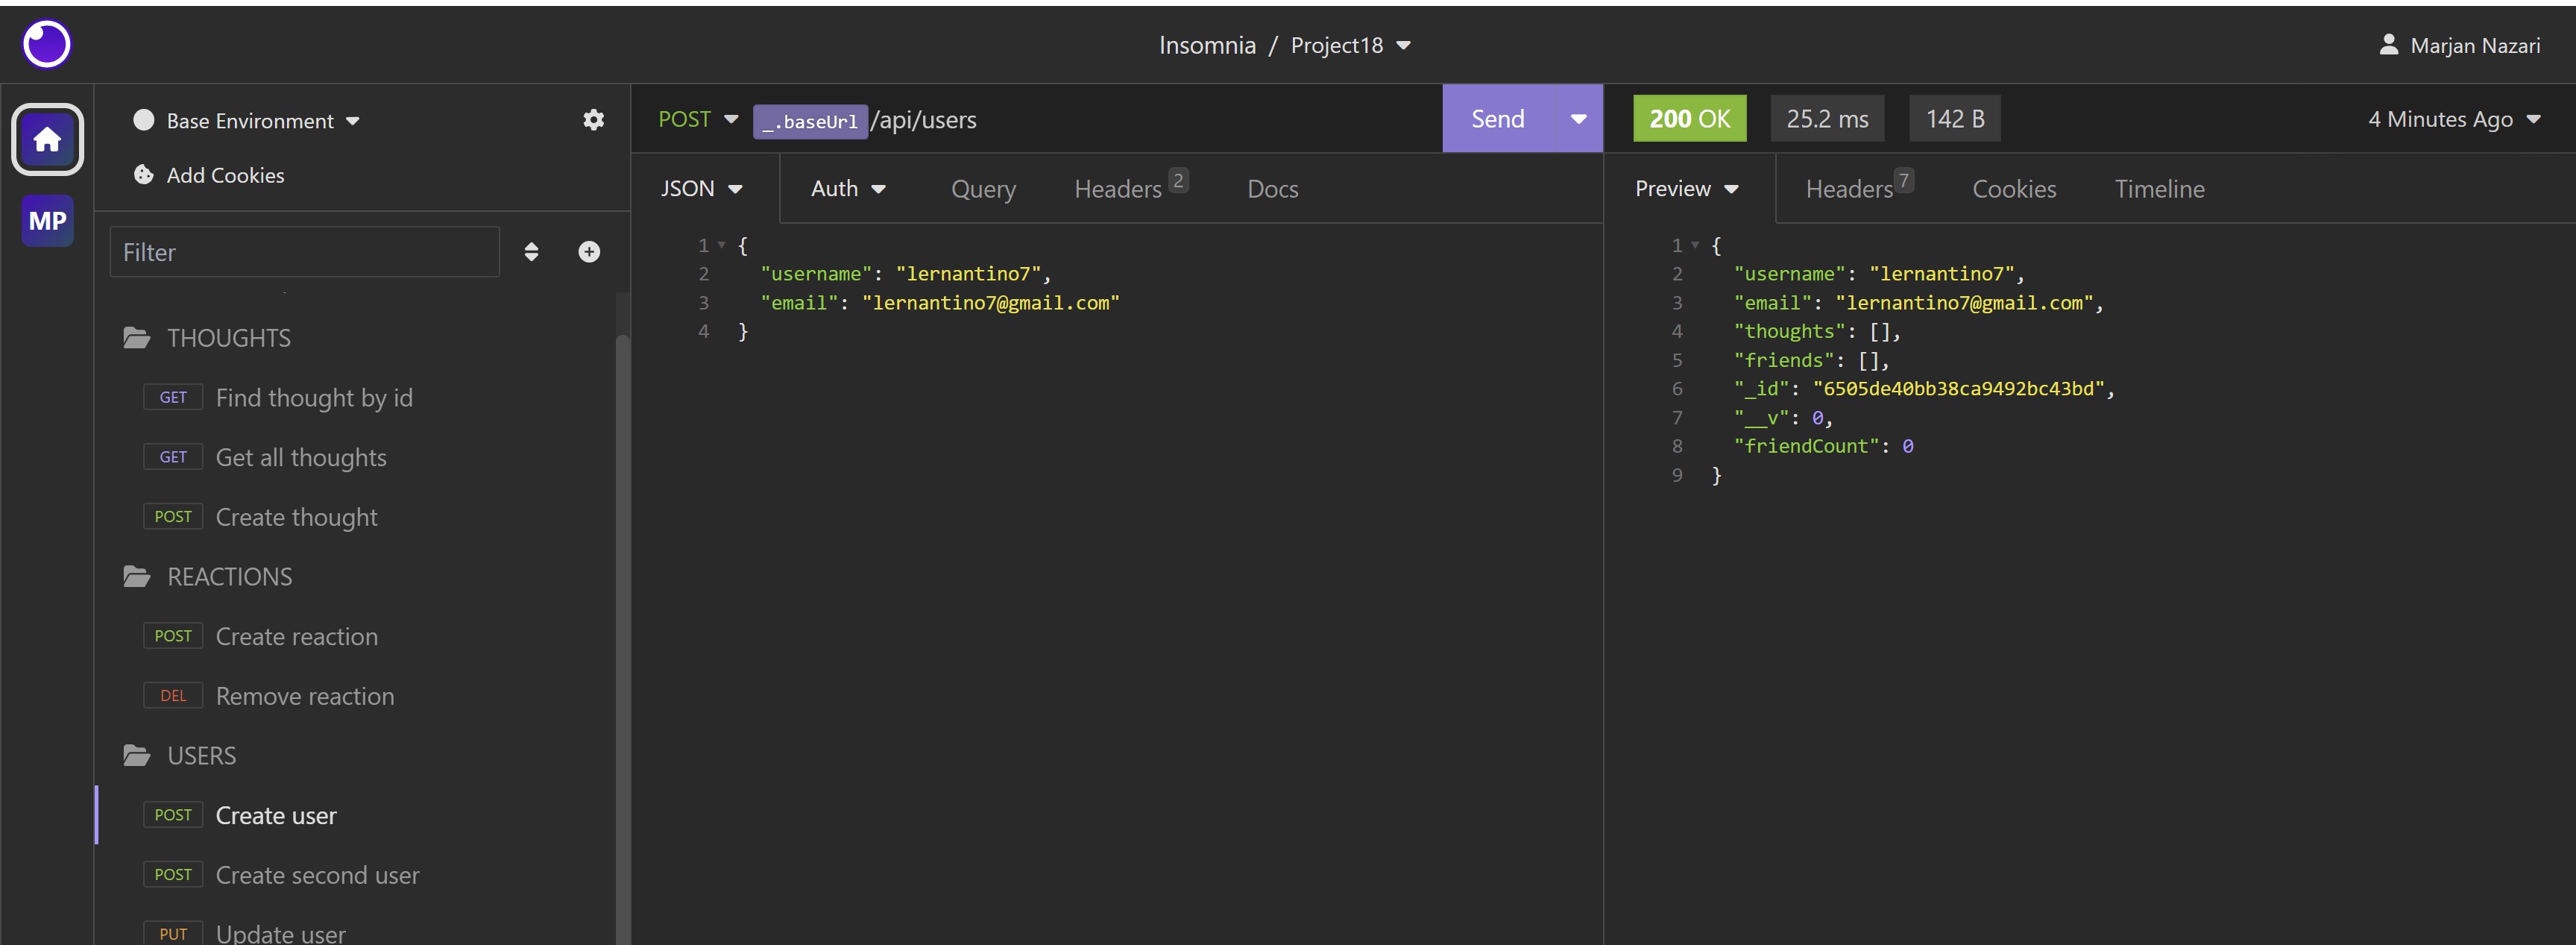 Insomnia / Project18
Marjan Nazari
MP
Base Environment
Add Cookies
Filter
THOUGHTS
GET Find thought by id
GET Get all thoughts
POST Create thought
REACTIONS
POST Create reaction
DEL Remove reaction
USERS
POST Create user
POST Create second user
PUT Update user
POST _.baseUrl /api/users
Send
JSON Auth Query Headers 2 Docs
1 {
2 "username": "lernantino7",
3 "email": "lernantino7@gmail.com"
4 }
200 OK 25.2 ms 142 B
4 Minutes Ago
Preview Headers 7 Cookies Timeline
1 {
2 "username": "lernantino7",
3 "email": "lernantino7@gmail.com",
4 "thoughts": [],
5 "friends": [],
6 "_id": "6505de40bb38ca9492bc43bd",
7 "__v": 0,
8 "friendCount": 0
9 }